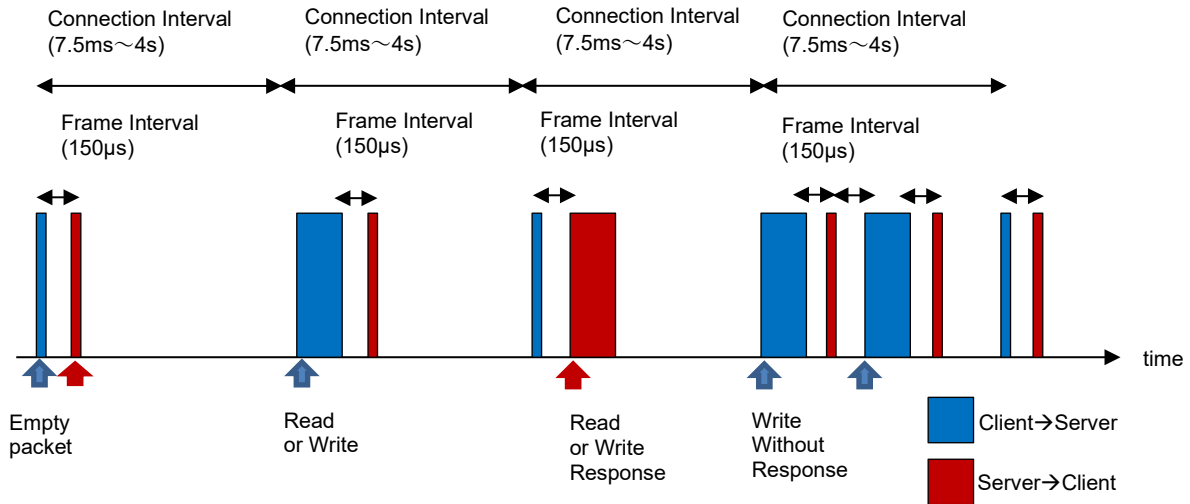 Connection Interval
(7.5ms～4s)
Connection Interval
(7.5ms～4s)
Connection Interval
(7.5ms～4s)
Connection Interval
(7.5ms～4s)
Frame Interval
(150µs)
Frame Interval
(150µs)
Frame Interval
(150µs)
Frame Interval
(150µs)
time
Empty
packet
Read
or Write
Read
or Write
Response
Write
Without
Response
Client→Server
Server→Client